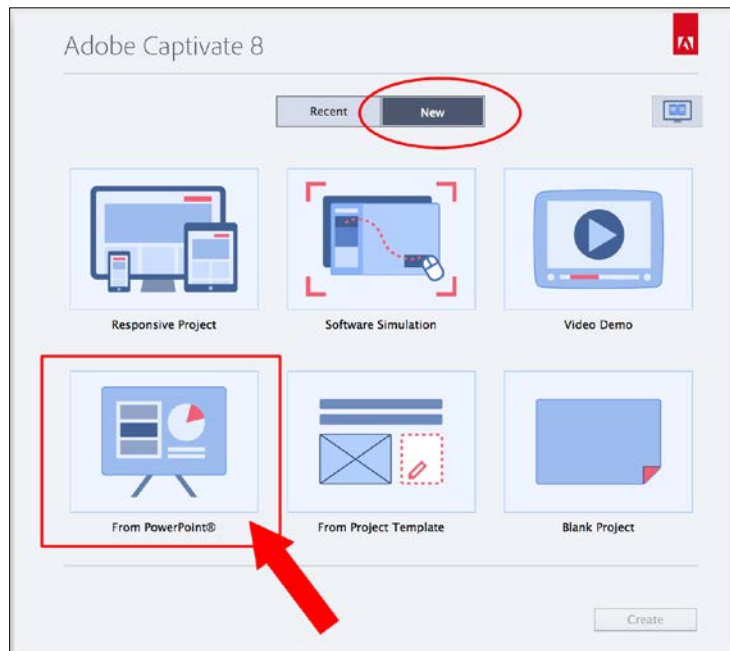 Adobe Captivate 8
Recent New
Responsive Project Software Simulation Video Demo
From PowerPoint® From Project Template Blank Project
Create